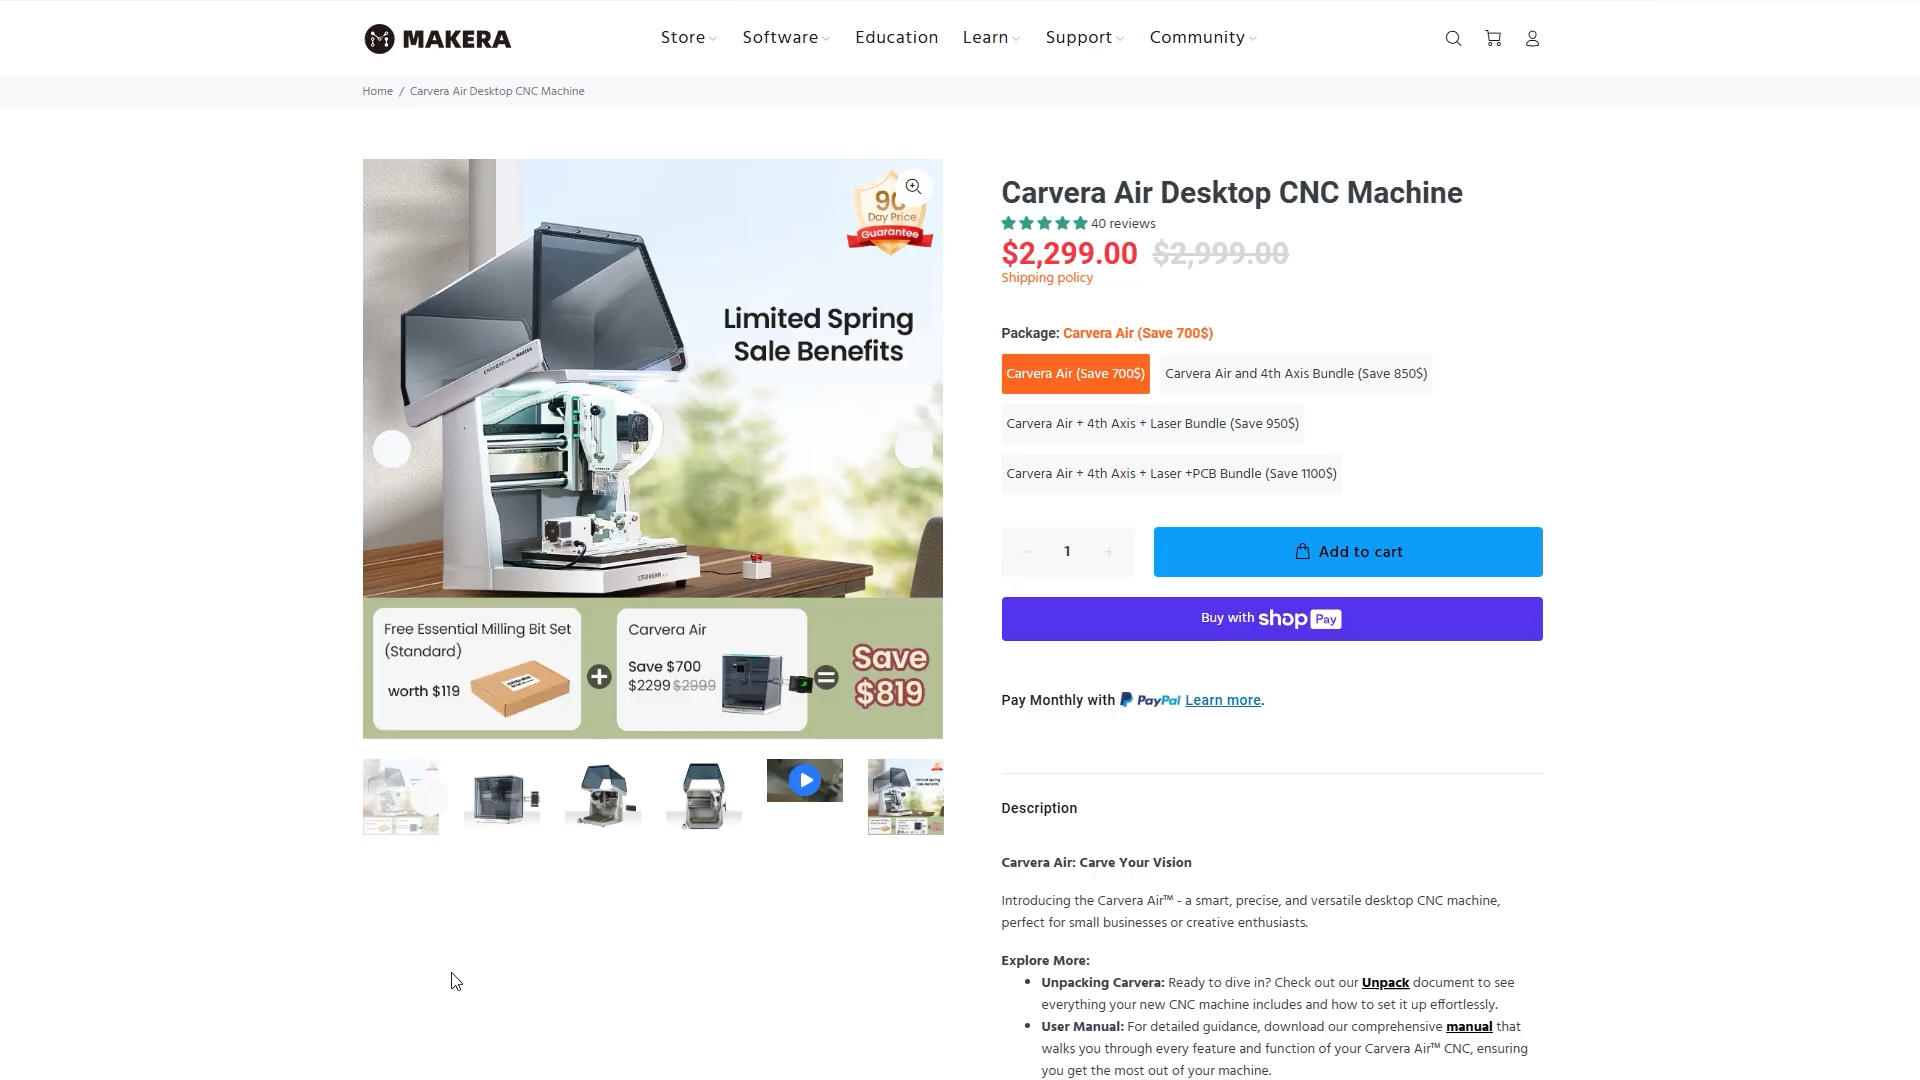 MAKERA
Store
Software
Education
Learn
Support
Community
Home / Carvera Air Desktop CNC Machine
90
Day Price
Guarantee
Limited Spring
Sale Benefits
CARVERA AIR
Free Essential Milling Bit Set
(Standard)
worth $119
Carvera Air
Save $700
$2299 $2999
Save
$819
Carvera Air Desktop CNC Machine
40 reviews
$2,299.00 $2,999.00
Shipping policy
Package: Carvera Air (Save 700$)
Carvera Air (Save 700$)
Carvera Air and 4th Axis Bundle (Save 850$)
Carvera Air + 4th Axis + Laser Bundle (Save 950$)
Carvera Air + 4th Axis + Laser +PCB Bundle (Save 1100$)
− 1 +
Add to cart
Buy with shop Pay
Pay Monthly with PayPal Learn more.
Description
Carvera Air: Carve Your Vision
Introducing the Carvera Air™ - a smart, precise, and versatile desktop CNC machine,
perfect for small businesses or creative enthusiasts.
Explore More:
• Unpacking Carvera: Ready to dive in? Check out our Unpack document to see
everything your new CNC machine includes and how to set it up effortlessly.
• User Manual: For detailed guidance, download our comprehensive manual that
walks you through every feature and function of your Carvera Air™ CNC, ensuring
you get the most out of your machine.